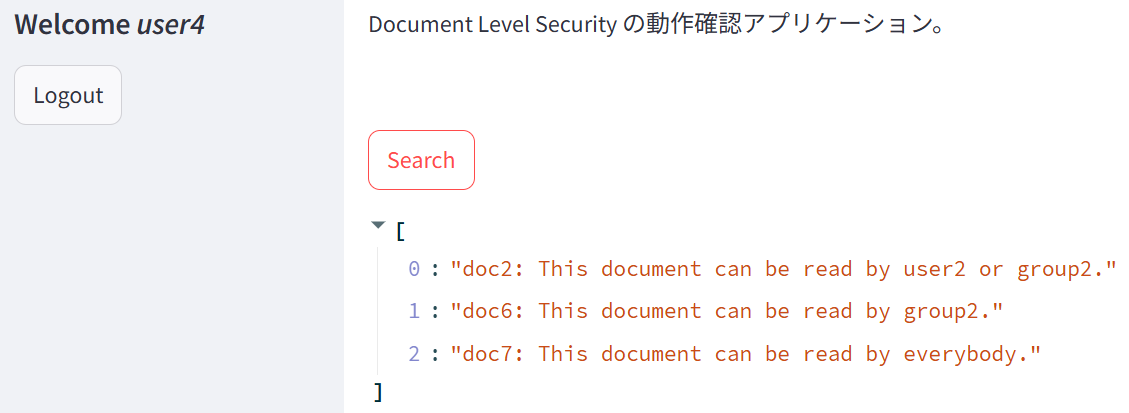 Welcome user4
Logout
Document Level Security の動作確認アプリケーション。
Search
[
0 : "doc2: This document can be read by user2 or group2."
1 : "doc6: This document can be read by group2."
2 : "doc7: This document can be read by everybody."
]